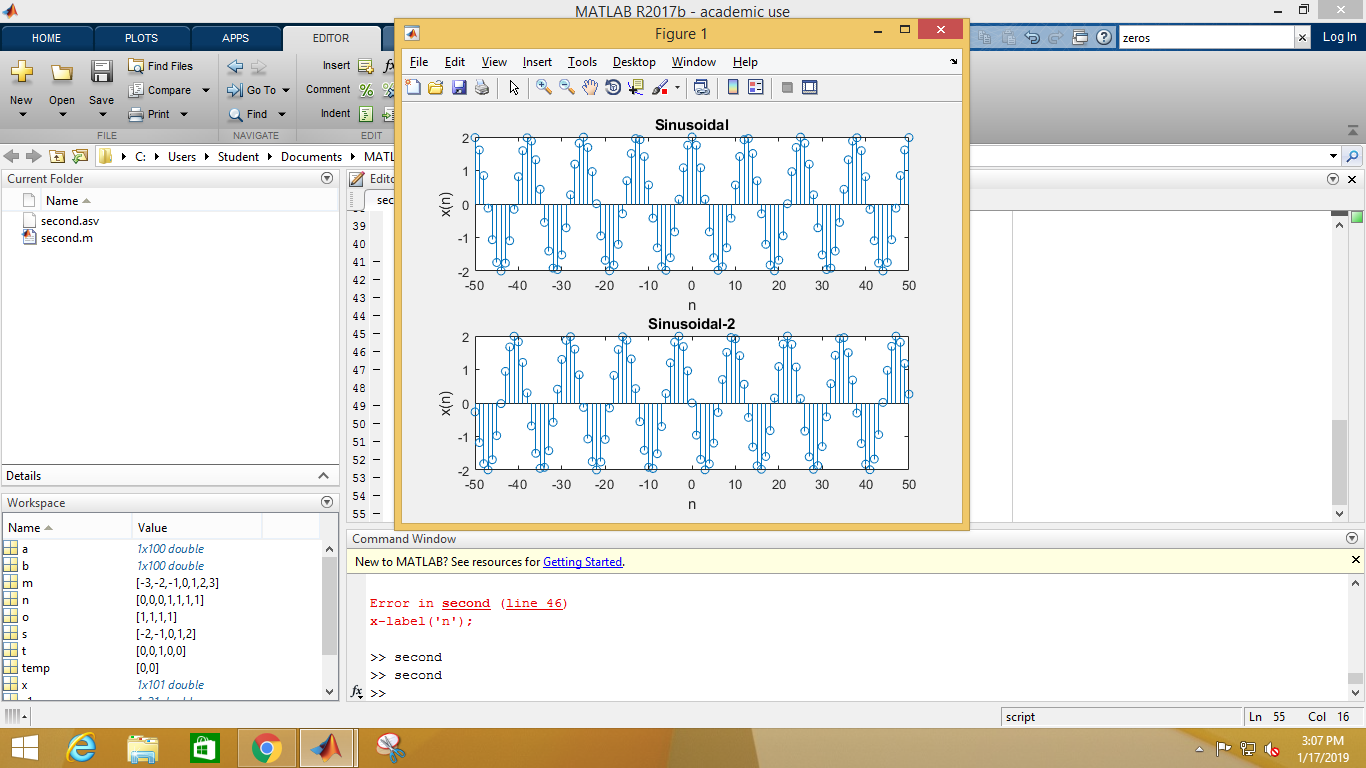 MATLAB R2017b - academic use
HOME PLOTS APPS EDITOR
zeros
Log In
Figure 1
File Edit View Insert Tools Desktop Window Help
New Open Save
Find Files
Compare
Print
Go To
Find
Insert
Comment
Indent
FILE NAVIGATE EDIT
C: Users Student Documents MATL
Current Folder
Name
second.asv
second.m
Details
Workspace
Name Value
a 1x100 double
b 1x100 double
m [-3,-2,-1,0,1,2,3]
n [0,0,0,1,1,1,1]
o [1,1,1,1]
s [-2,-1,0,1,2]
t [0,0,1,0,0]
temp [0,0]
x 1x101 double
Edito
sec
39
40
41
42
43
44
45
46
47
48
49
50
51
52
53
54
55
Sinusoidal
x(n)
2
1
0
-1
-2
-50 -40 -30 -20 -10 0 10 20 30 40 50
n
Sinusoidal-2
x(n)
2
1
0
-1
-2
-50 -40 -30 -20 -10 0 10 20 30 40 50
n
Command Window
New to MATLAB? See resources for Getting Started.
Error in second (line 46)
x-label('n');
>> second
>> second
fx >>
script
Ln 55 Col 16
3:07 PM
1/17/2019